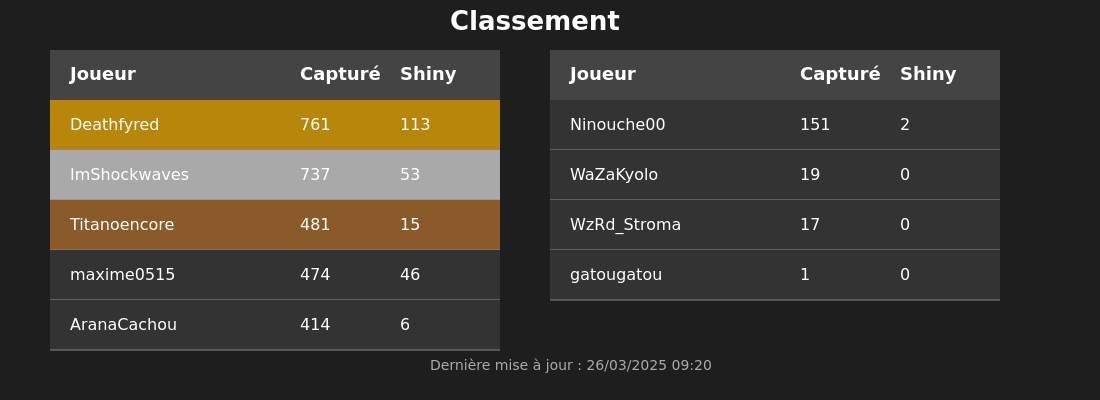 Classement
Joueur Capturé Shiny
Deathfyred 761 113
ImShockwaves 737 53
Titanoencore 481 15
maxime0515 474 46
AranaCachou 414 6
Joueur Capturé Shiny
Ninouche00 151 2
WaZaKyolo 19 0
WzRd_Stroma 17 0
gatougatou 1 0
Dernière mise à jour : 26/03/2025 09:20